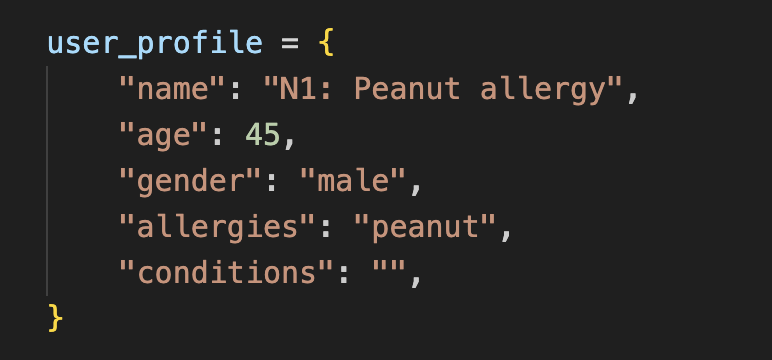 user_profile = {
"name": "N1: Peanut allergy",
"age": 45,
"gender": "male",
"allergies": "peanut",
"conditions": "",
}